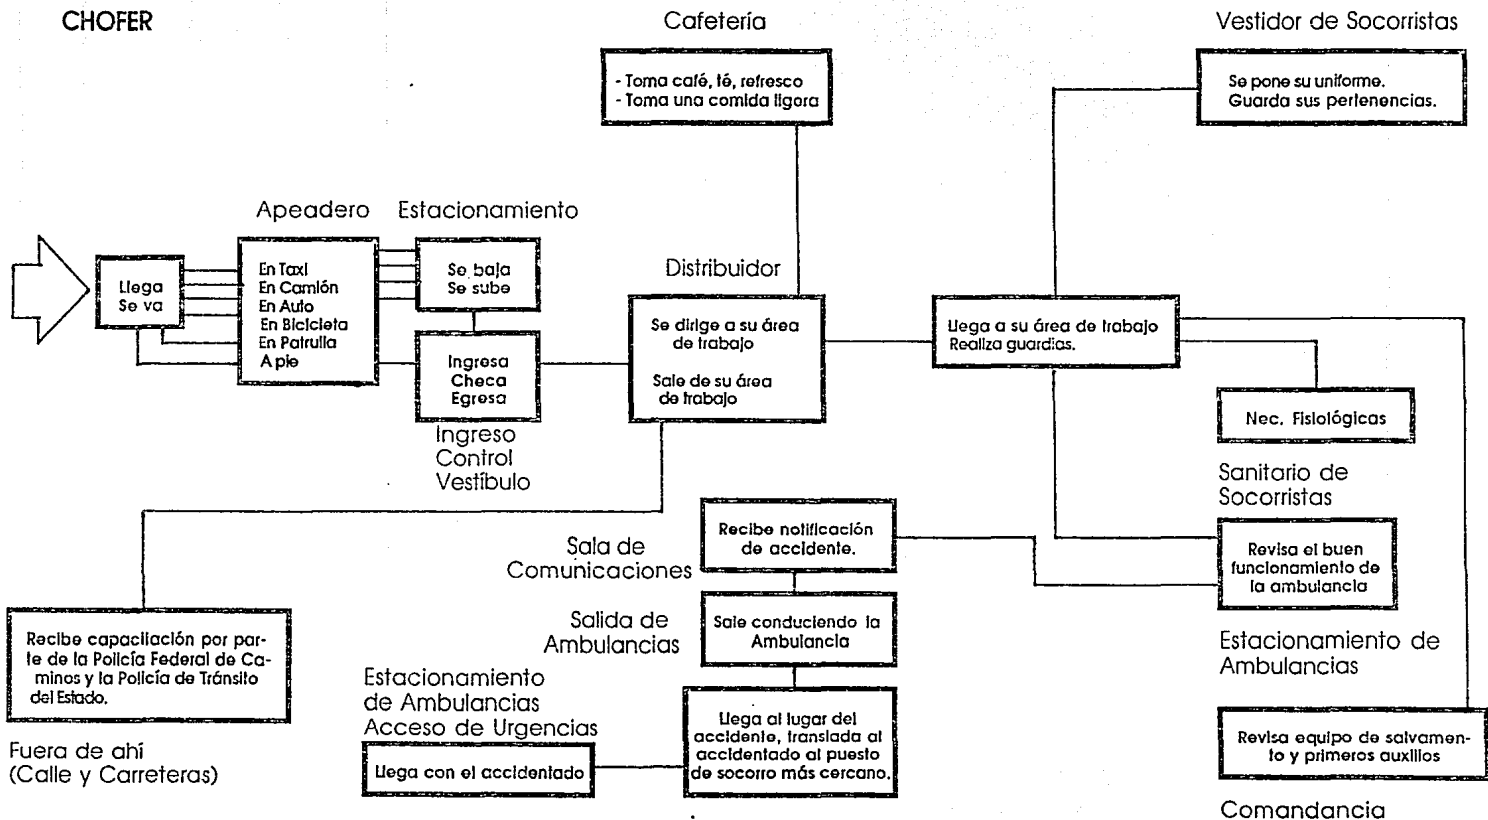 CHOFER
Cafetería
- Toma café, té, refresco
- Toma una comida ligora
Vestidor de Socorristas
Se pone su uniforme.
Guarda sus pertenencias.
Llega
Se va
Apeadero
En Taxi
En Camión
En Auto
En Bicicleta
En Patrulla
A pie
Estacionamiento
Se baja
Se sube
Ingresa
Checa
Egresa
Ingreso
Control
Vestíbulo
Distribuidor
Se dirige a su área
de trabajo
Sale de su área
de trabajo
Llega a su área de trabajo
Realiza guardias.
Nec. Fisiológicas
Sanitario de
Socorristas
Revisa el buen
funcionamiento de
la ambulancia
Estacionamiento de
Ambulancias
Revisa equipo de salvamen-
to y primeros auxilios
Comandancia
Sala de
Comunicaciones
Recibe notificación
de accidente.
Salida de
Ambulancias
Sale conduciendo la
Ambulancia
Llega al lugar del
accidente, translada al
accidentado al puesto
de socorro más cercano.
Estacionamiento
de Ambulancias
Acceso de Urgencias
Llega con el accidentado
Recibe capacitación por par-
te de la Policía Federal de Ca-
minos y la Policía de Tránsito
del Estado.
Fuera de ahí
(Calle y Carreteras)